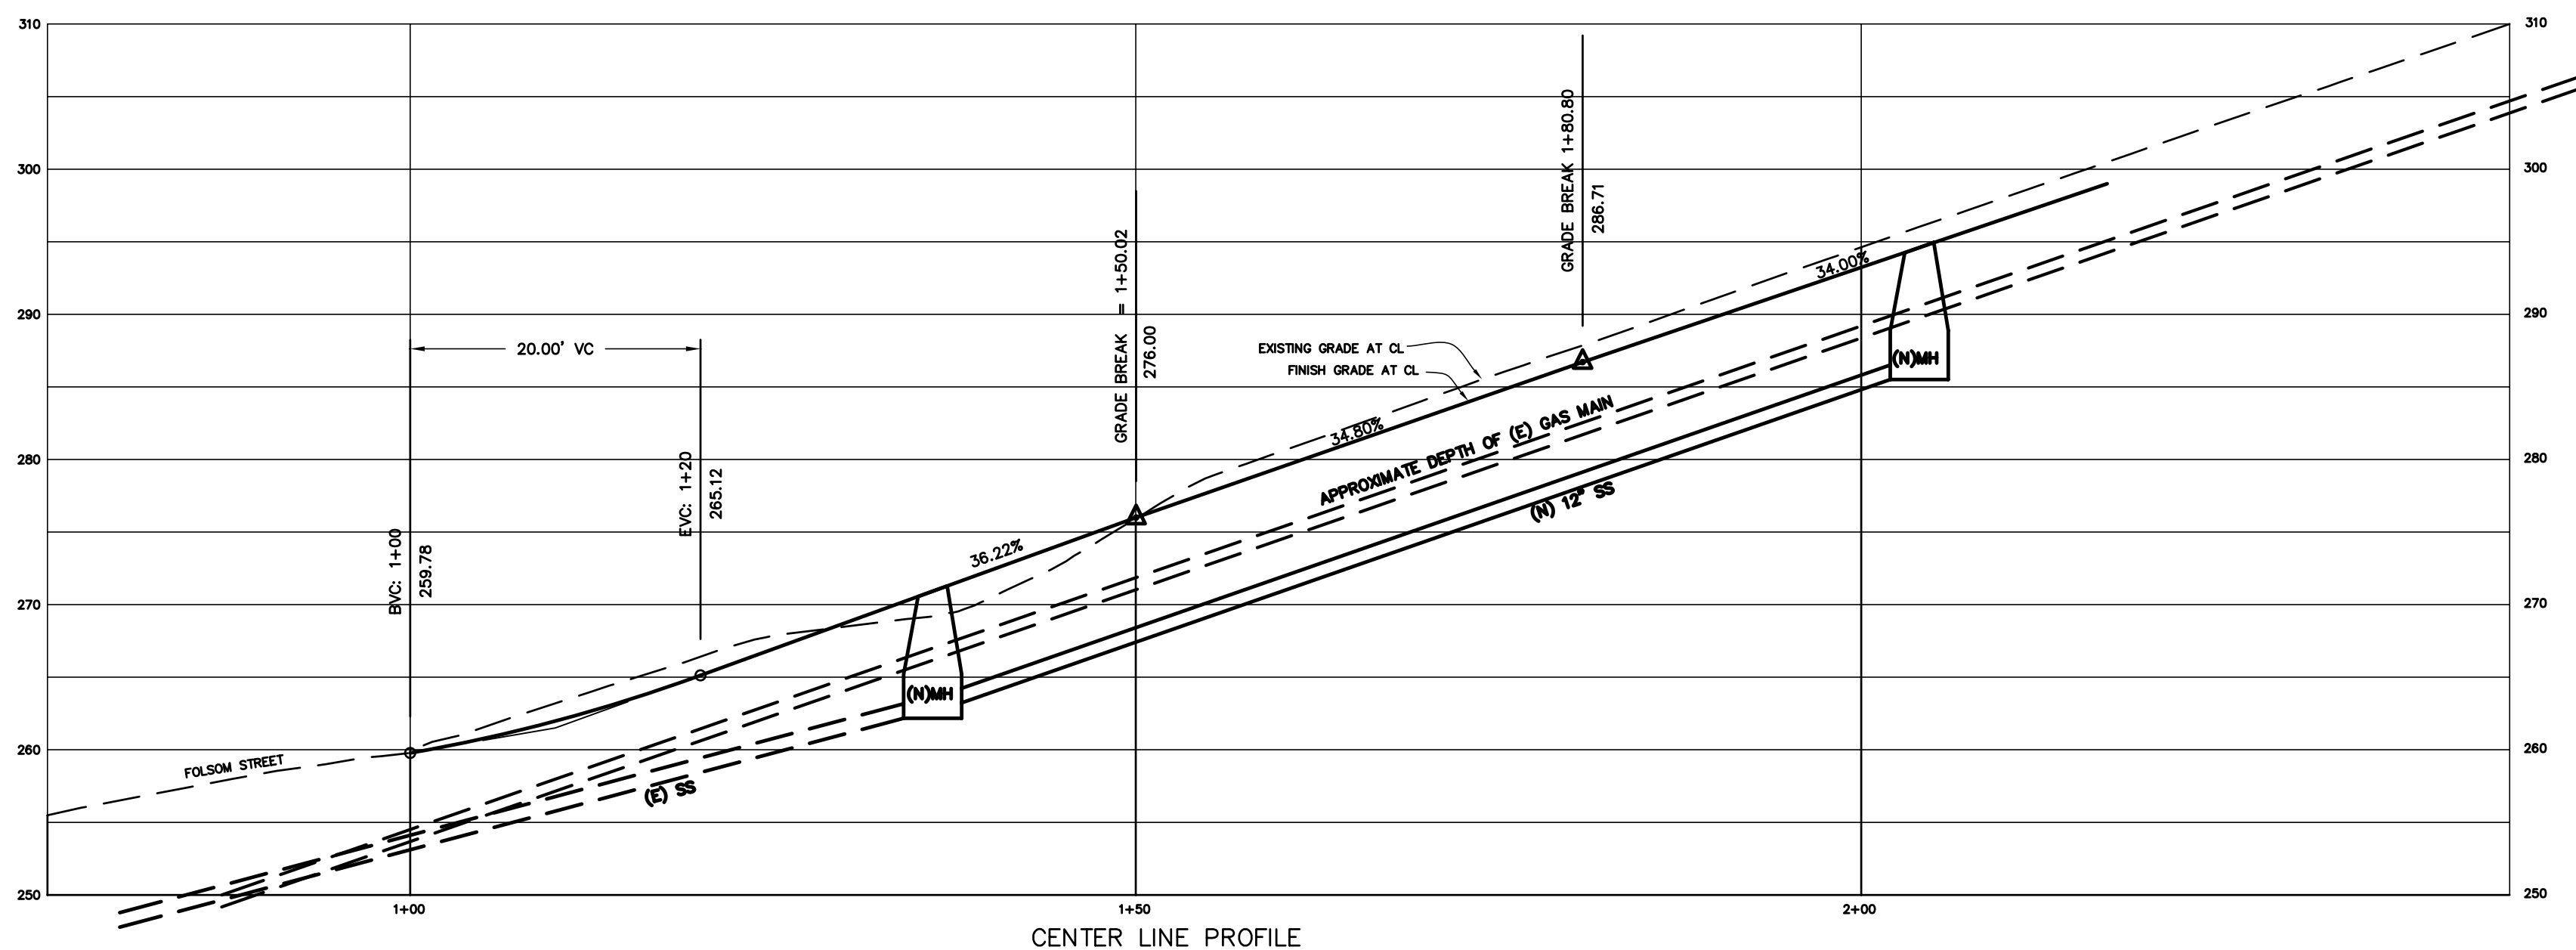 310
310
300
300
290
290
280
280
270
270
260
260
250
250
GRADE BREAK 1+80.80
286.71
GRADE BREAK = 1+50.02
276.00
20.00' VC
EVC: 1+20
265.12
BVC: 1+00
259.78
EXISTING GRADE AT CL
FINISH GRADE AT CL
34.00%
34.80%
36.22%
APPROXIMATE DEPTH OF (E) GAS MAIN
(N) 12" SS
(N)MH
(N)MH
FOLSOM STREET
(E) SS
1+00
1+50
2+00
CENTER LINE PROFILE